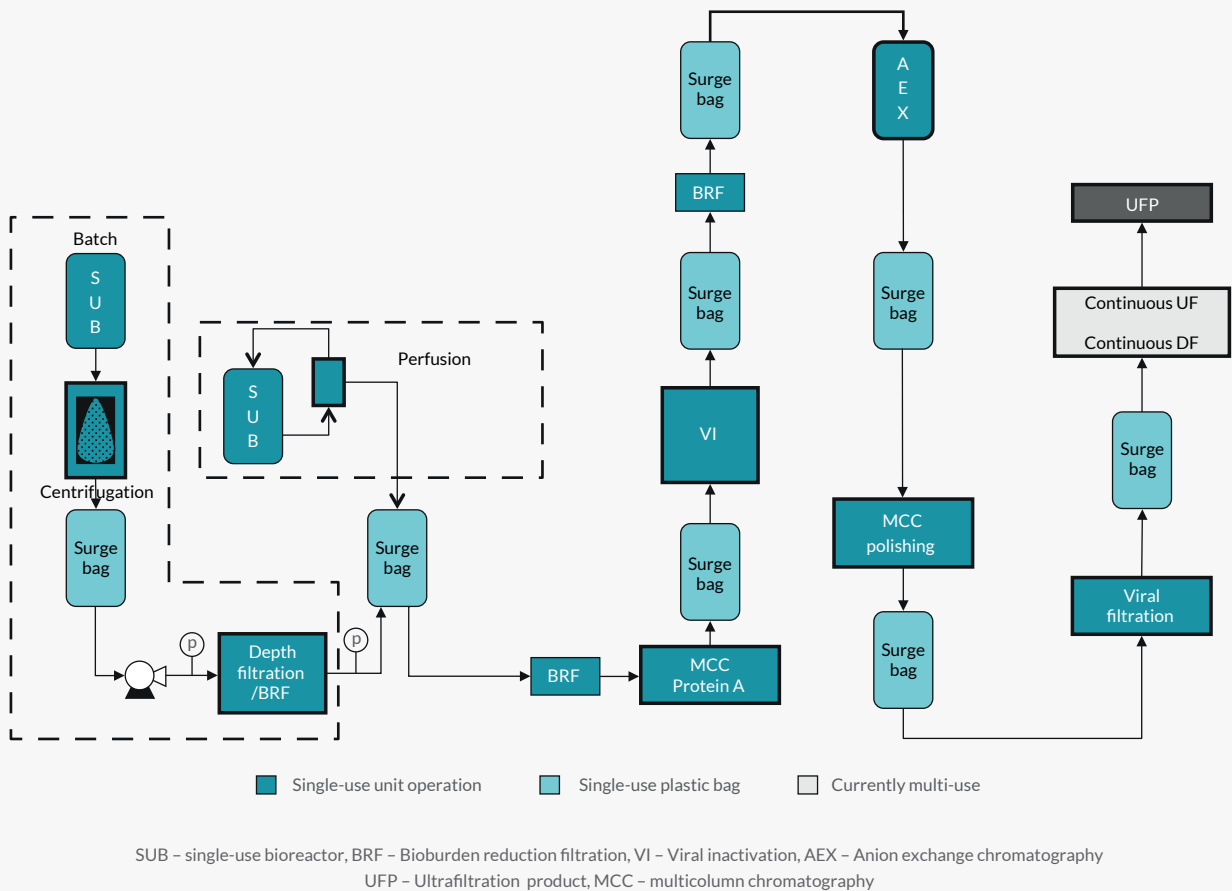 Batch
S
U
B
Centrifugation
Surge
bag
p
Depth
filtration
/BRF
p
Perfusion
S
U
B
Surge
bag
BRF
MCC
Protein A
Surge
bag
VI
Surge
bag
BRF
Surge
bag
A
E
X
Surge
bag
MCC
polishing
Surge
bag
Viral
filtration
Surge
bag
Continuous UF
Continuous DF
UFP
Single-use unit operation
Single-use plastic bag
Currently multi-use
SUB – single-use bioreactor, BRF – Bioburden reduction filtration, VI – Viral inactivation, AEX – Anion exchange chromatography
UFP – Ultrafiltration product, MCC – multicolumn chromatography